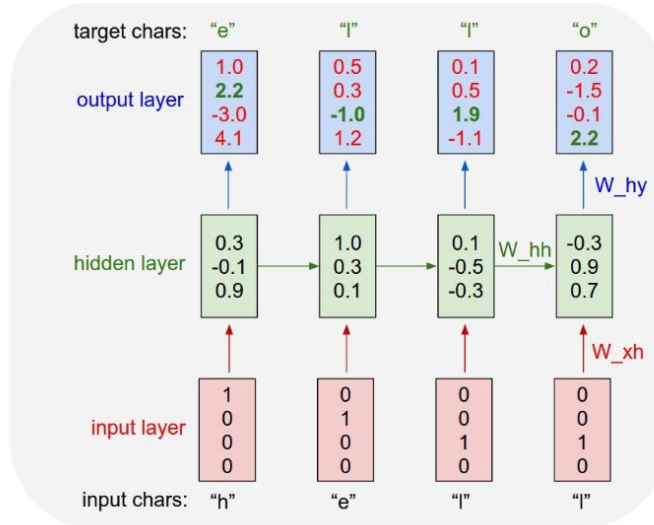 target chars: “e” “l” “l” “o”
1.0 0.5 0.1 0.2
output layer 2.2 0.3 0.5 -1.5
-3.0 -1.0 1.9 -0.1
4.1 1.2 -1.1 2.2
W_hy
0.3 1.0 0.1 -0.3
hidden layer -0.1 0.3 -0.5 W_hh 0.9
0.9 0.1 -0.3 0.7
W_xh
1 0 0 0
0 1 0 0
input layer 0 0 1 1
0 0 0 0
input chars: “h” “e” “l” “l”